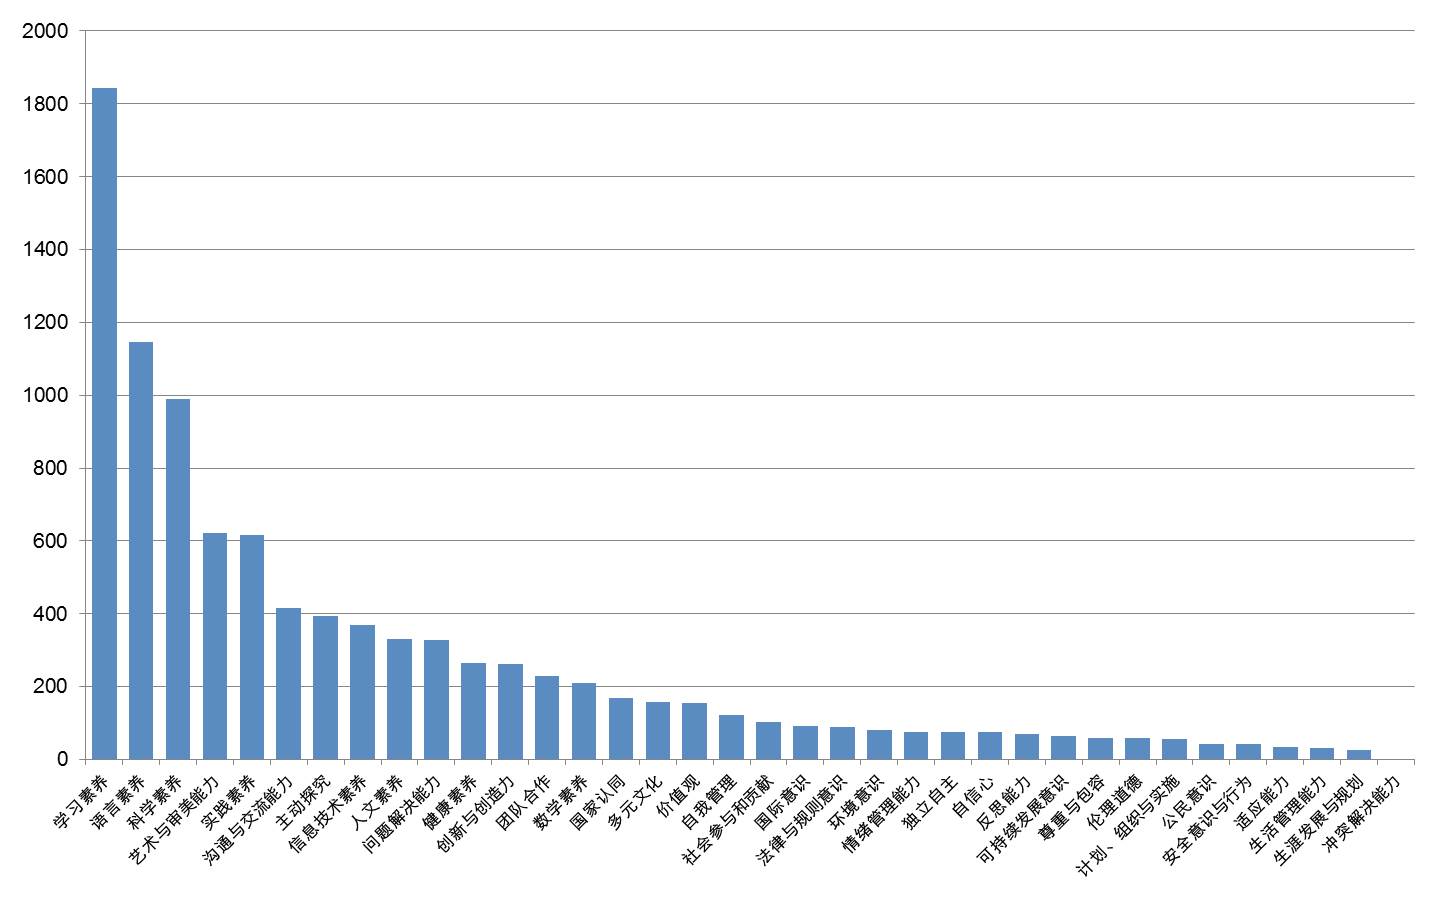 2000
1800
1600
1400
1200
1000
800
600
400
200
0
学习素养
语言素养
科学素养
艺术与审美能力
实践素养
沟通与交流能力
主动探究
信息技术素养
人文素养
问题解决能力
健康素养
创新与创造力
团队合作
数学素养
国家认同
多元文化
价值观
自我管理
社会参与和贡献
国际意识
法律与规则意识
环境意识
情绪管理能力
独立自主
自信心
反思能力
可持续发展意识
尊重与包容
伦理道德
计划、组织与实施
公民意识
安全意识与行为
适应能力
生活管理能力
生涯发展与规划
冲突解决能力